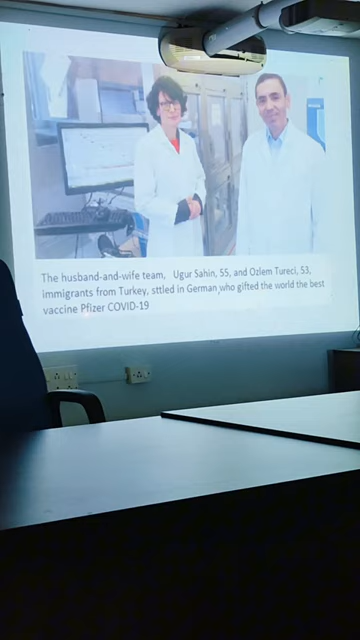 The husband-and-wife team, Ugur Sahin, 55, and Ozlem Tureci, 53,
immigrants from Turkey, sttled in German who gifted the world the best
vaccine Pfizer COVID-19